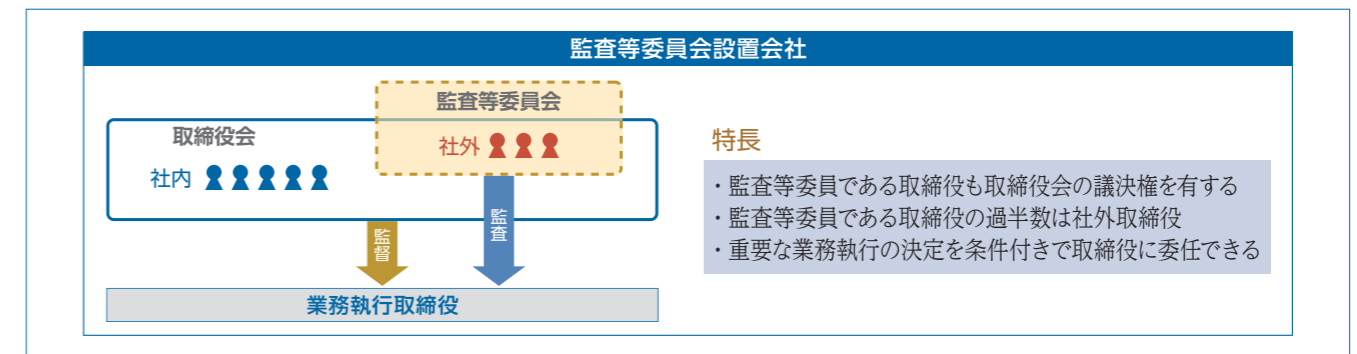 監査等委員会設置会社
監査等委員会
取締役会
社外
社内
監督
監査
業務執行取締役
特長
・監査等委員である取締役も取締役会の議決権を有する
・監査等委員である取締役の過半数は社外取締役
・重要な業務執行の決定を条件付きで取締役に委任できる